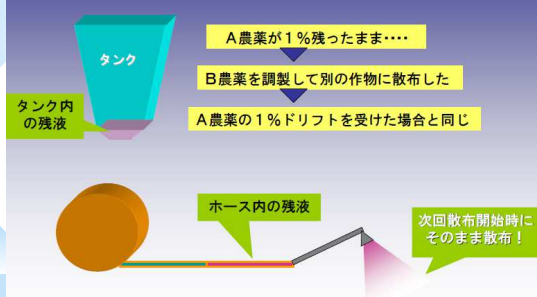 タンク
A農薬が1%残ったまま････
B農薬を調製して別の作物に散布した
A農薬の1%ドリフトを受けた場合と同じ
タンク内
の残液
ホース内の残液
次回散布開始時に
そのまま散布！